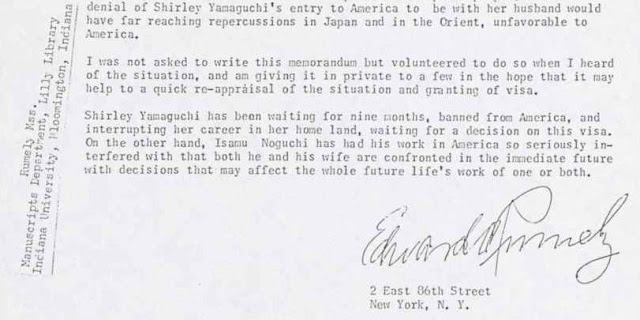 denial of Shirley Yamaguchi's entry to America to be with her husband would
have far reaching repercussions in Japan and in the Orient, unfavorable to
America.
I was not asked to write this memorandum but volunteered to do so when I heard
of the situation, and am giving it in private to a few in the hope that it may
help to a quick re-appraisal of the situation and granting of visa.
Shirley Yamaguchi has been waiting for nine months, banned from America, and
interrupting her career in her home land, waiting for a decision on this visa.
On the other hand, Isamu Noguchi has had his work in America so seriously in-
terfered with that both he and his wife are confronted in the immediate future
with decisions that may affect the whole future life's work of one or both.
Edward A Rumely
2 East 86th Street
New York, N. Y.
Rumely Mss.
Manuscripts Department, Lilly Library
Indiana University, Bloomington, Indiana